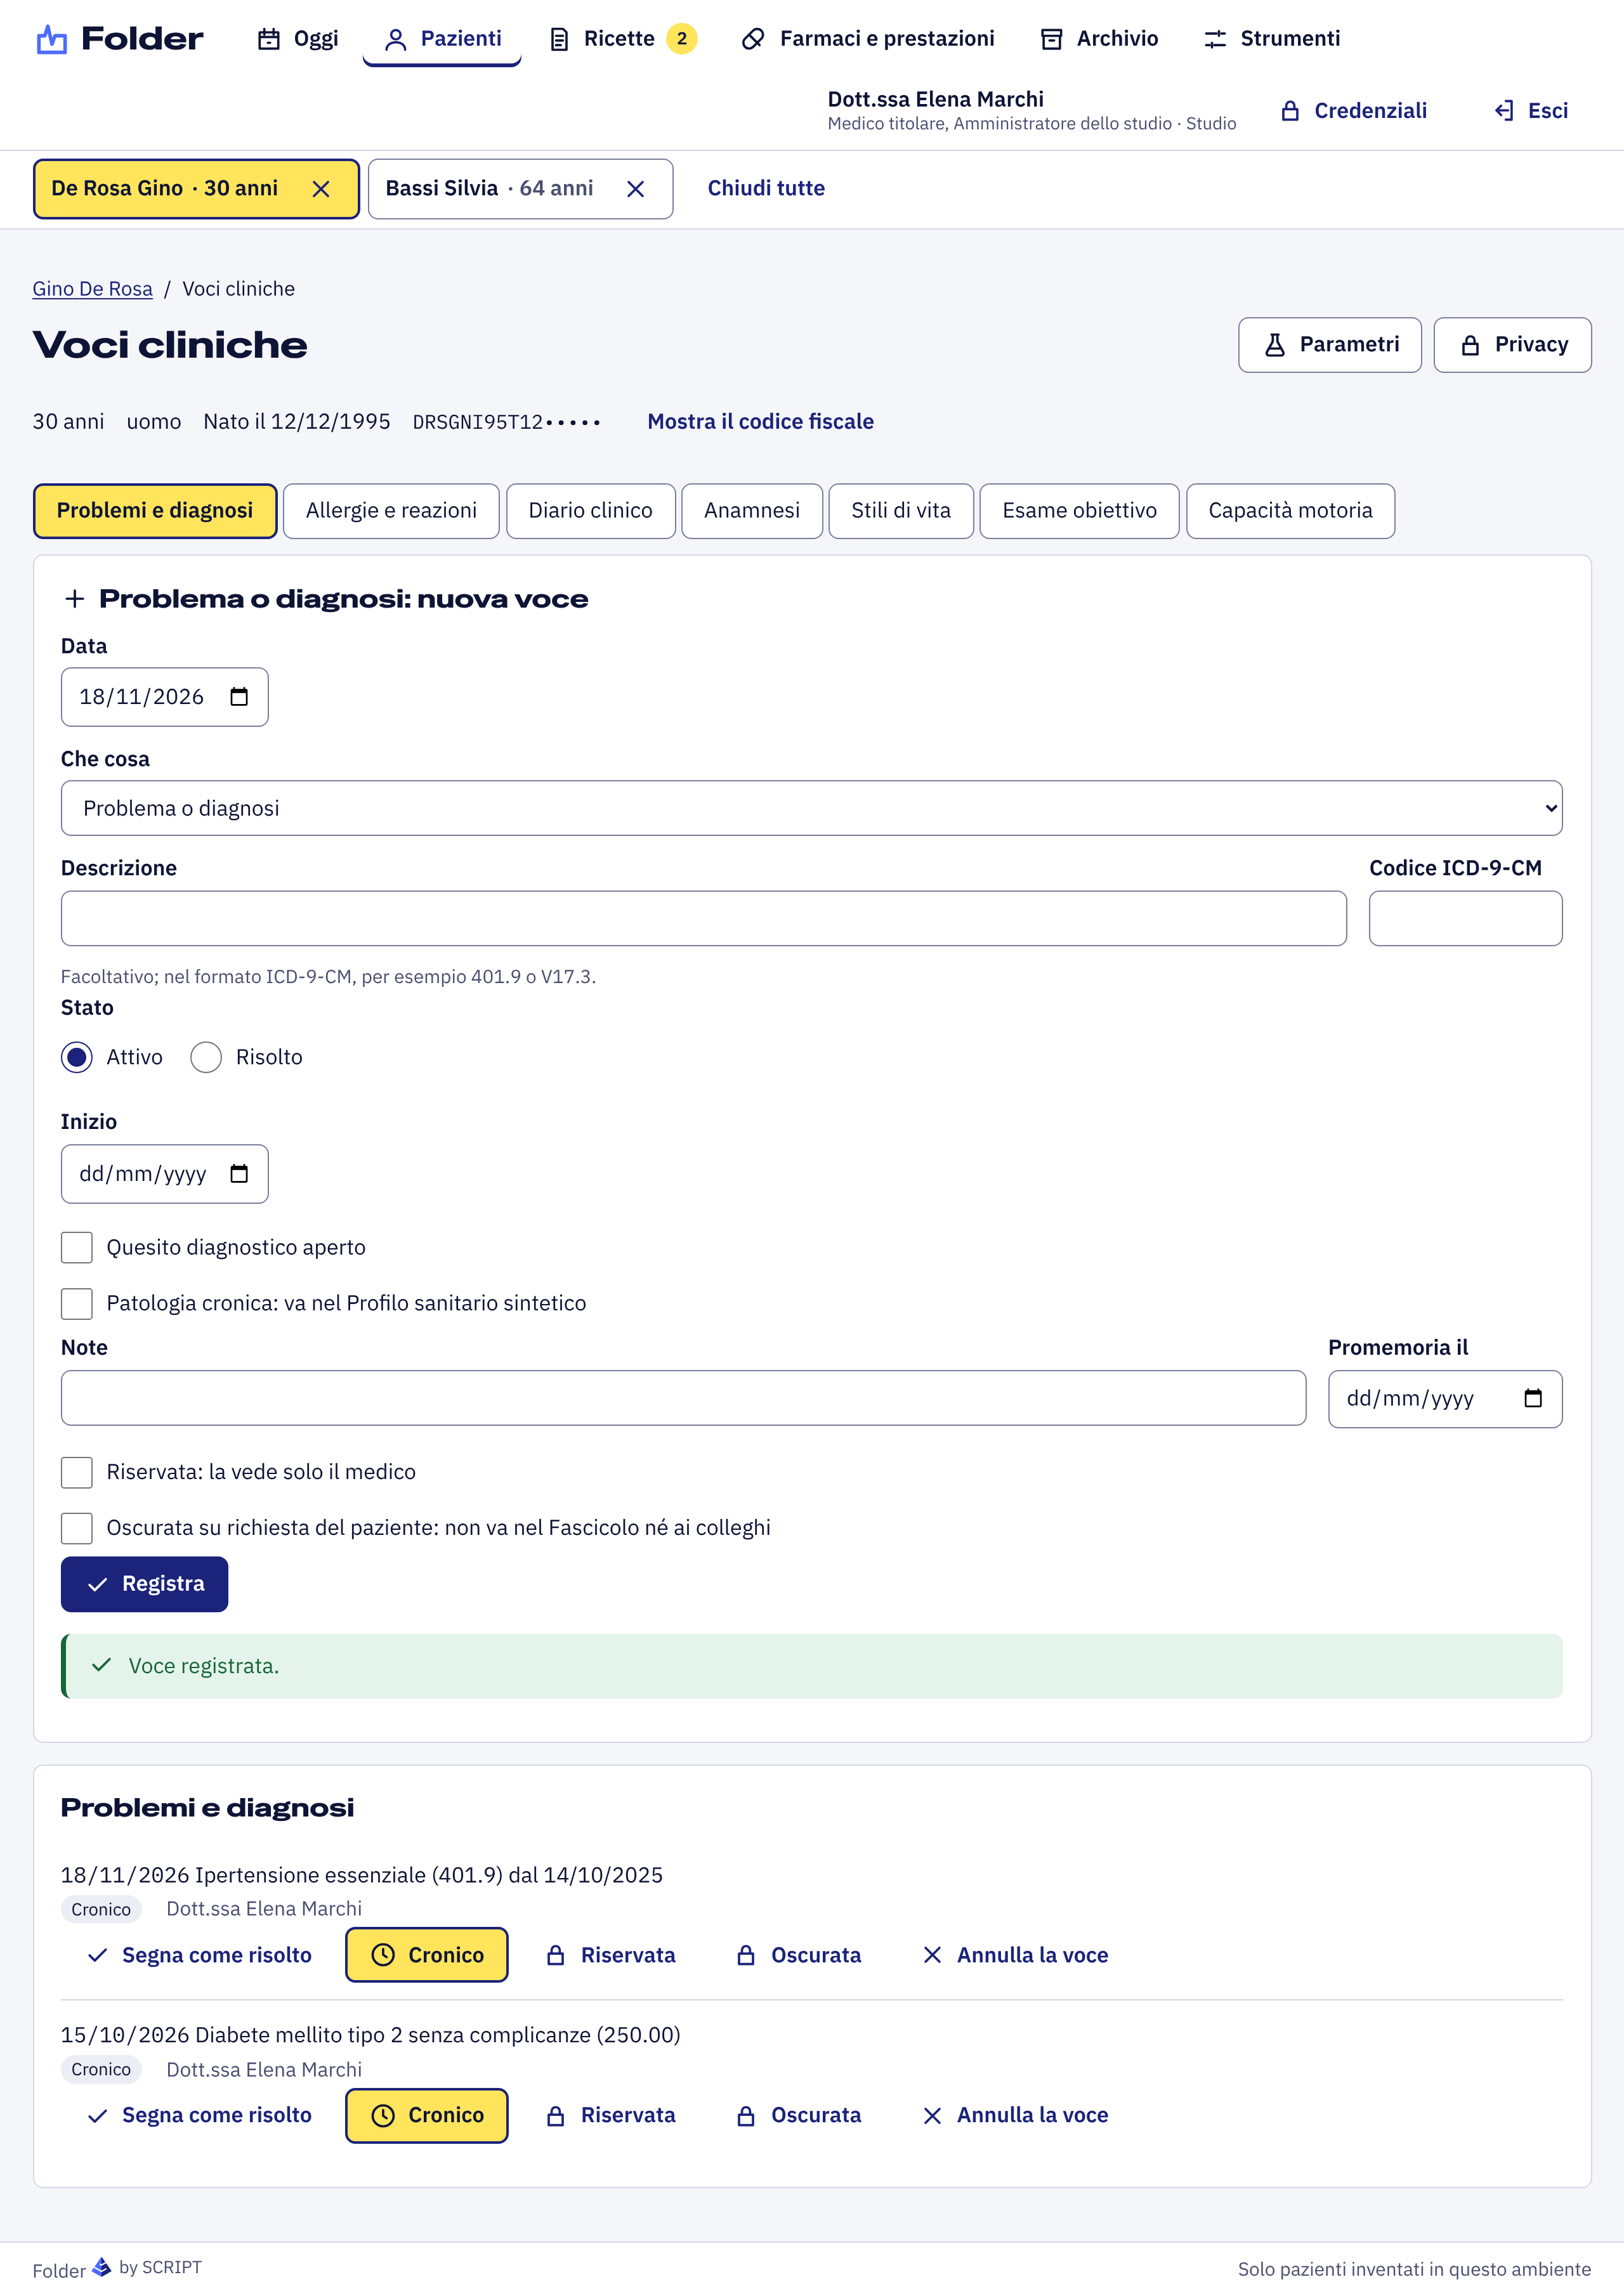 Folder Oggi Pazienti Ricette 2 Farmaci e prestazioni Archivio Strumenti
Dott.ssa Elena Marchi
Medico titolare, Amministratore dello studio · Studio
Credenziali Esci
De Rosa Gino · 30 anni Bassi Silvia · 64 anni Chiudi tutte
Gino De Rosa / Voci cliniche
Voci cliniche
Parametri Privacy
30 anni uomo Nato il 12/12/1995 DRSGNI95T12••••• Mostra il codice fiscale
Problemi e diagnosi Allergie e reazioni Diario clinico Anamnesi Stili di vita Esame obiettivo Capacità motoria
Problema o diagnosi: nuova voce
Data
18/11/2026
Che cosa
Problema o diagnosi
Descrizione Codice ICD-9-CM
Facoltativo; nel formato ICD-9-CM, per esempio 401.9 o V17.3.
Stato
Attivo Risolto
Inizio
dd/mm/yyyy
Quesito diagnostico aperto
Patologia cronica: va nel Profilo sanitario sintetico
Note Promemoria il
dd/mm/yyyy
Riservata: la vede solo il medico
Oscurata su richiesta del paziente: non va nel Fascicolo né ai colleghi
Registra
Voce registrata.
Problemi e diagnosi
18/11/2026 Ipertensione essenziale (401.9) dal 14/10/2025
Cronico Dott.ssa Elena Marchi
Segna come risolto Cronico Riservata Oscurata Annulla la voce
15/10/2026 Diabete mellito tipo 2 senza complicanze (250.00)
Cronico Dott.ssa Elena Marchi
Segna come risolto Cronico Riservata Oscurata Annulla la voce
Folder by SCRIPT Solo pazienti inventati in questo ambiente